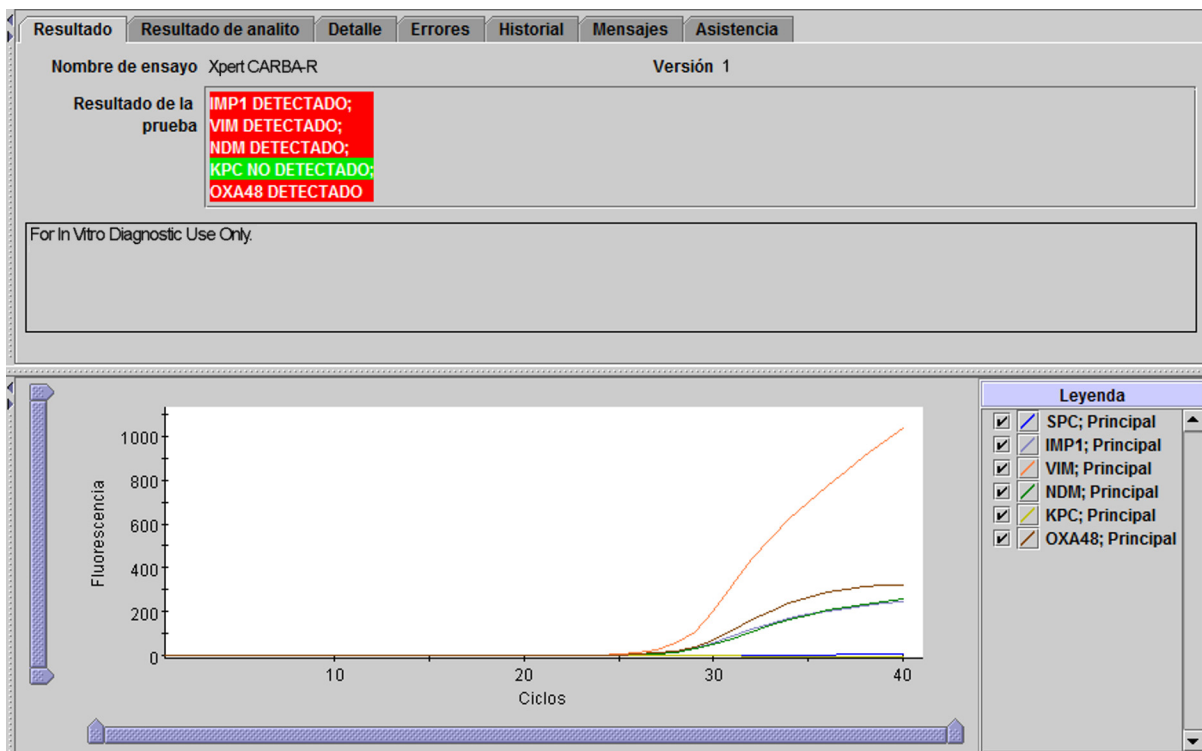 Resultado Resultado de analito Detalle Errores Historial Mensajes Asistencia
Nombre de ensayo Xpert CARBA-R Versión 1
Resultado de la prueba
IMP1 DETECTADO;
VIM DETECTADO;
NDM DETECTADO;
KPC NO DETECTADO;
OXA48 DETECTADO
For In Vitro Diagnostic Use Only.
Leyenda
SPC; Principal
IMP1; Principal
VIM; Principal
NDM; Principal
KPC; Principal
OXA48; Principal
Fluorescencia
1000
800
600
400
200
0
10 20 30 40
Ciclos